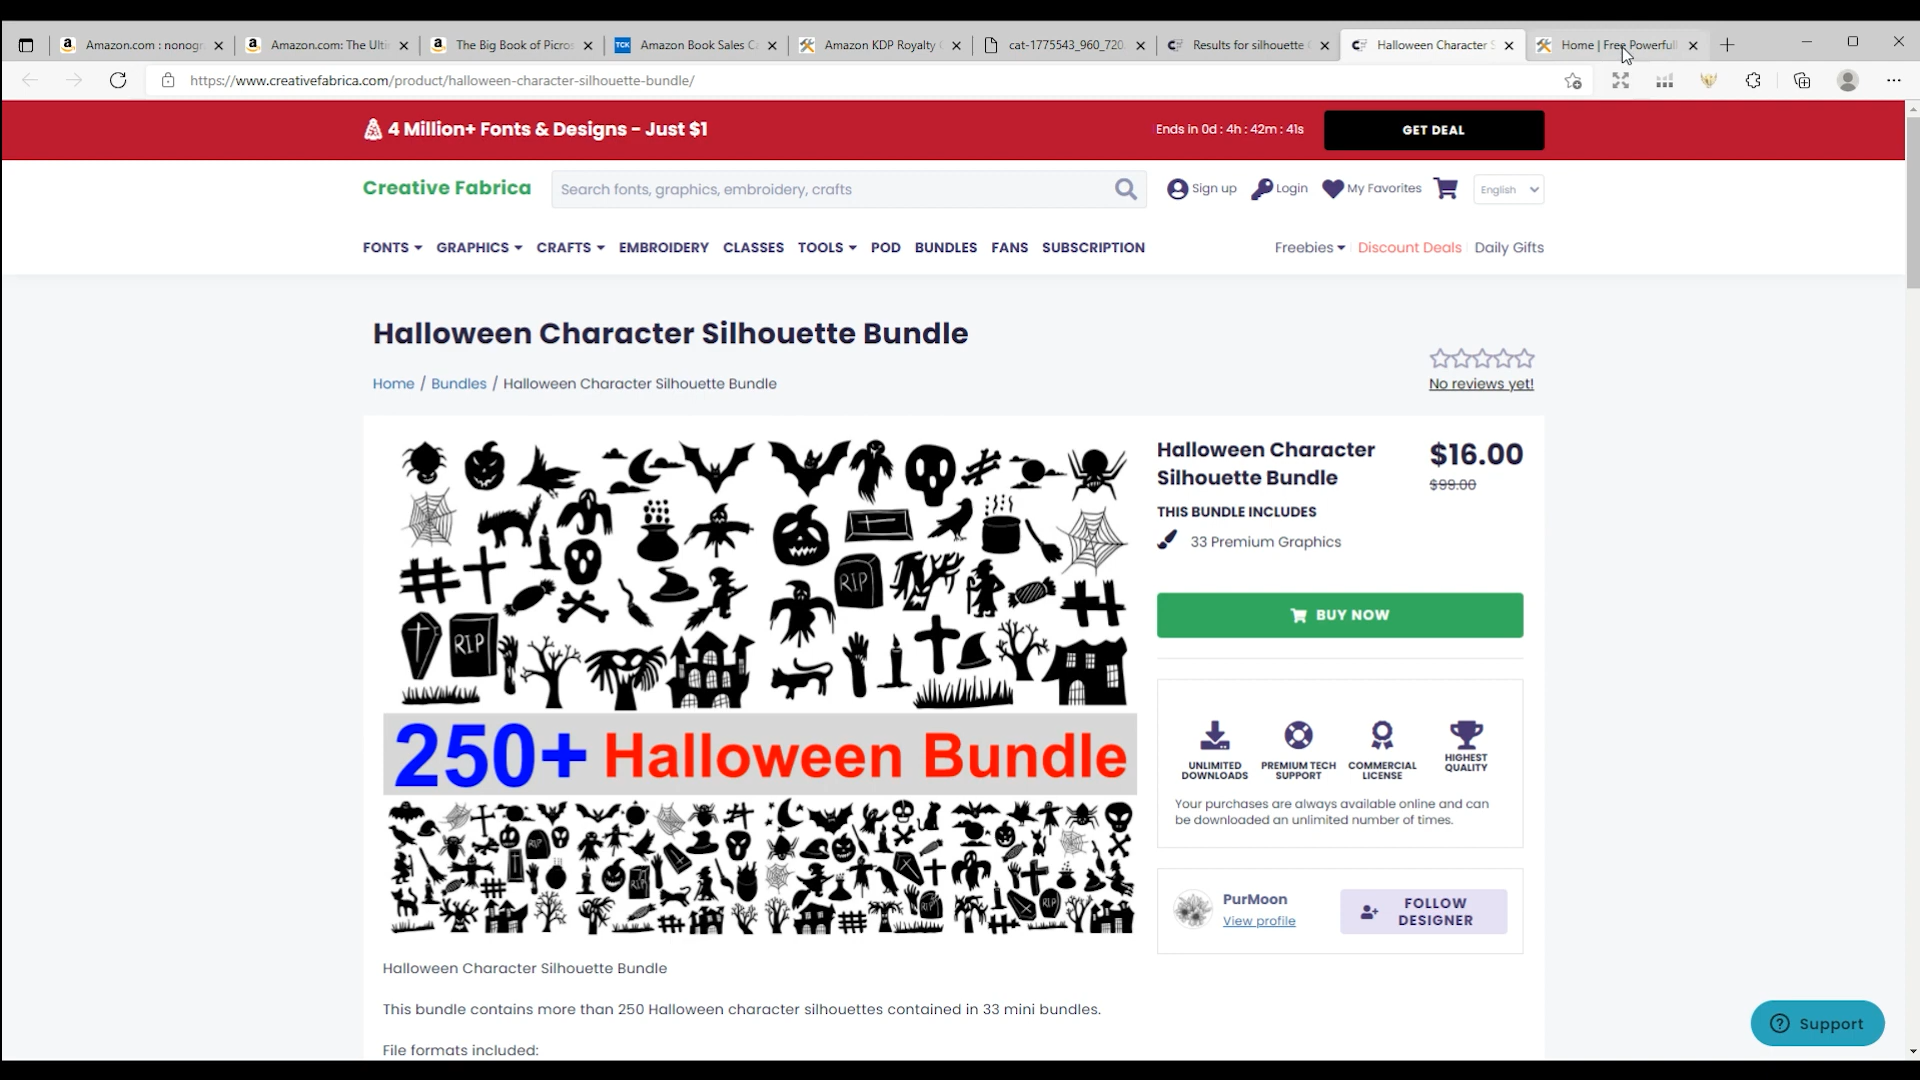 Amazon.com : nonogr
Amazon.com: The Ulti
The Big Book of Picros
Amazon Book Sales C
Amazon KDP Royalty
cat-1775543_960_720
Results for silhouette
Halloween Character S
Home | Free Powerfull
https://www.creativefabrica.com/product/halloween-character-silhouette-bundle/
4 Million+ Fonts & Designs - Just $1
Ends in 0d : 4h : 42m : 41s
GET DEAL
Creative Fabrica
Search fonts, graphics, embroidery, crafts
Sign up
Login
My Favorites
English
FONTS GRAPHICS CRAFTS EMBROIDERY CLASSES TOOLS POD BUNDLES FANS SUBSCRIPTION
Freebies Discount Deals Daily Gifts
Halloween Character Silhouette Bundle
No reviews yet!
Home / Bundles / Halloween Character Silhouette Bundle
RIP
RIP
250+ Halloween Bundle
Halloween Character
Silhouette Bundle
$16.00
$99.00
THIS BUNDLE INCLUDES
33 Premium Graphics
BUY NOW
UNLIMITED
DOWNLOADS
PREMIUM TECH
SUPPORT
COMMERCIAL
LICENSE
HIGHEST
QUALITY
Your purchases are always available online and can
be downloaded an unlimited number of times.
PurMoon
View profile
FOLLOW
DESIGNER
Halloween Character Silhouette Bundle
This bundle contains more than 250 Halloween character silhouettes contained in 33 mini bundles.
File formats included:
Support